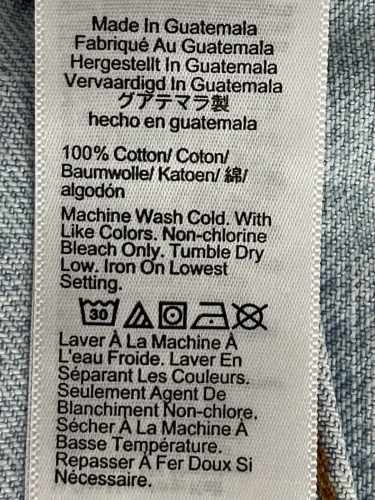 Made In Guatemala
Fabriqué Au Guatemala
Hergestellt In Guatemala
Vervaardigd In Guatemala
グアテマラ製
hecho en guatemala
100% Cotton/ Coton/
Baumwolle/ Katoen/ 綿/
algodón
Machine Wash Cold. With
Like Colors. Non-chlorine
Bleach Only. Tumble Dry
Low. Iron On Lowest
Setting.
30
Laver À La Machine À
L'eau Froide. Laver En
Séparant Les Couleurs.
Seulement Agent De
Blanchiment Non-chlore.
Sécher À La Machine À
Basse Température.
Repasser À Fer Doux Si
Nécessaire.